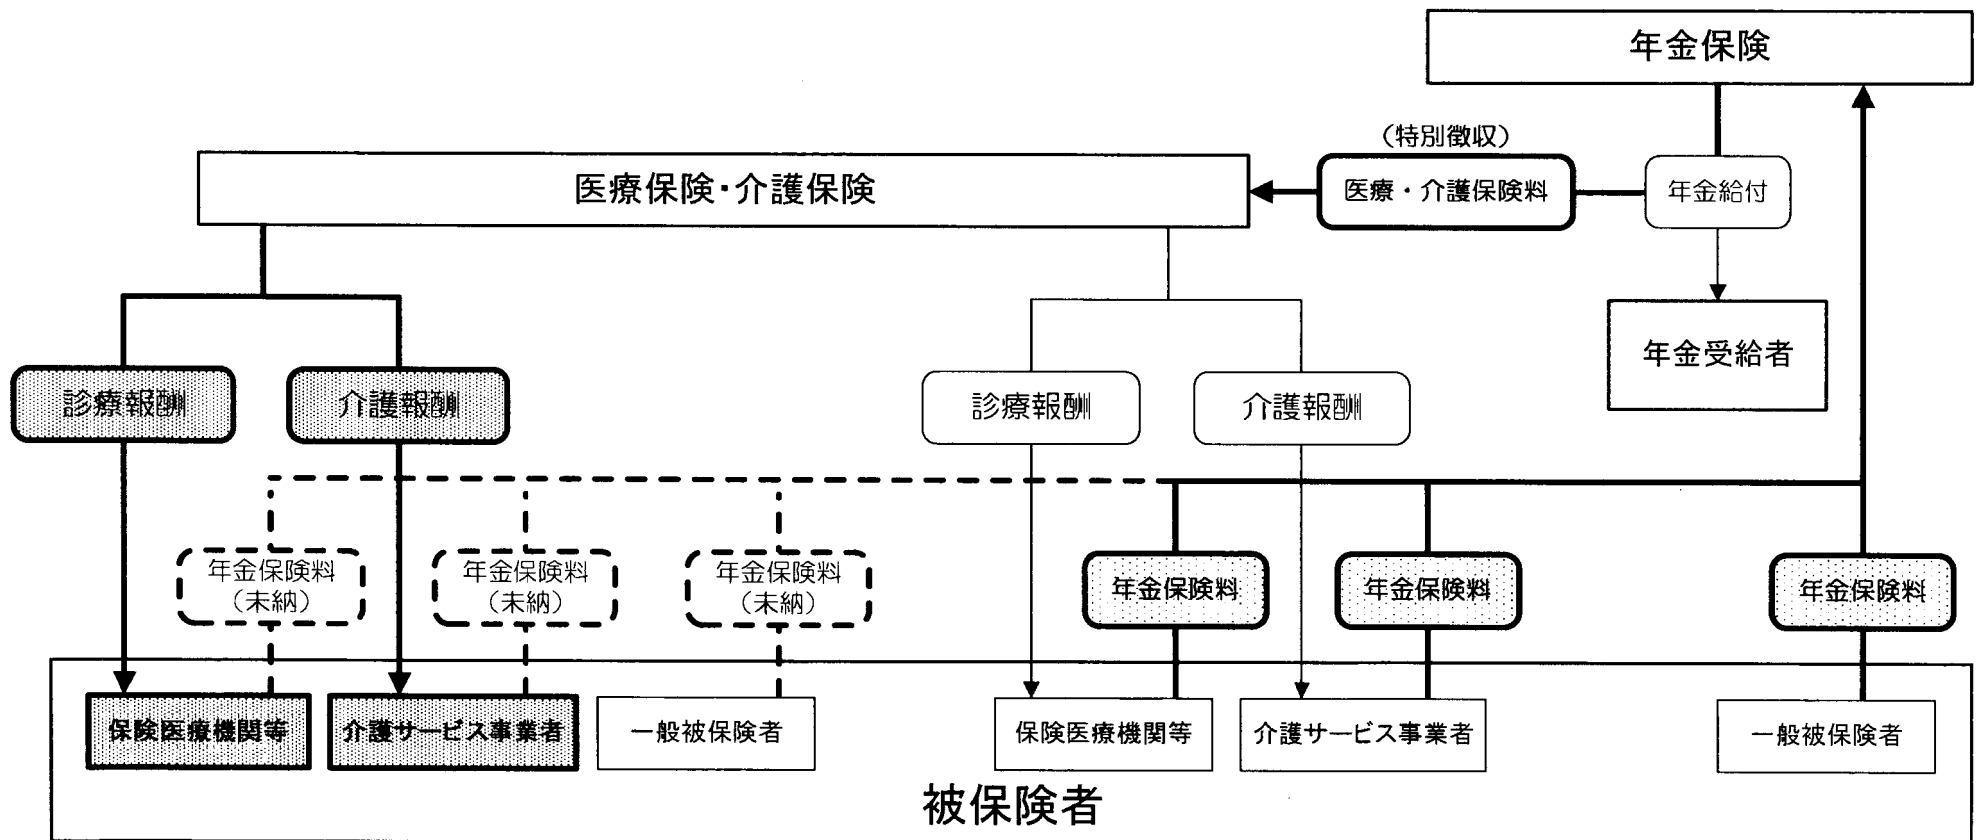 年金保険
（特別徴収）
医療保険・介護保険
医療・介護保険料
年金給付
年金受給者
診療報酬
介護報酬
診療報酬
介護報酬
年金保険料
（未納）
年金保険料
（未納）
年金保険料
（未納）
年金保険料
年金保険料
年金保険料
保険医療機関等
介護サービス事業者
一般被保険者
保険医療機関等
介護サービス事業者
一般被保険者
被保険者